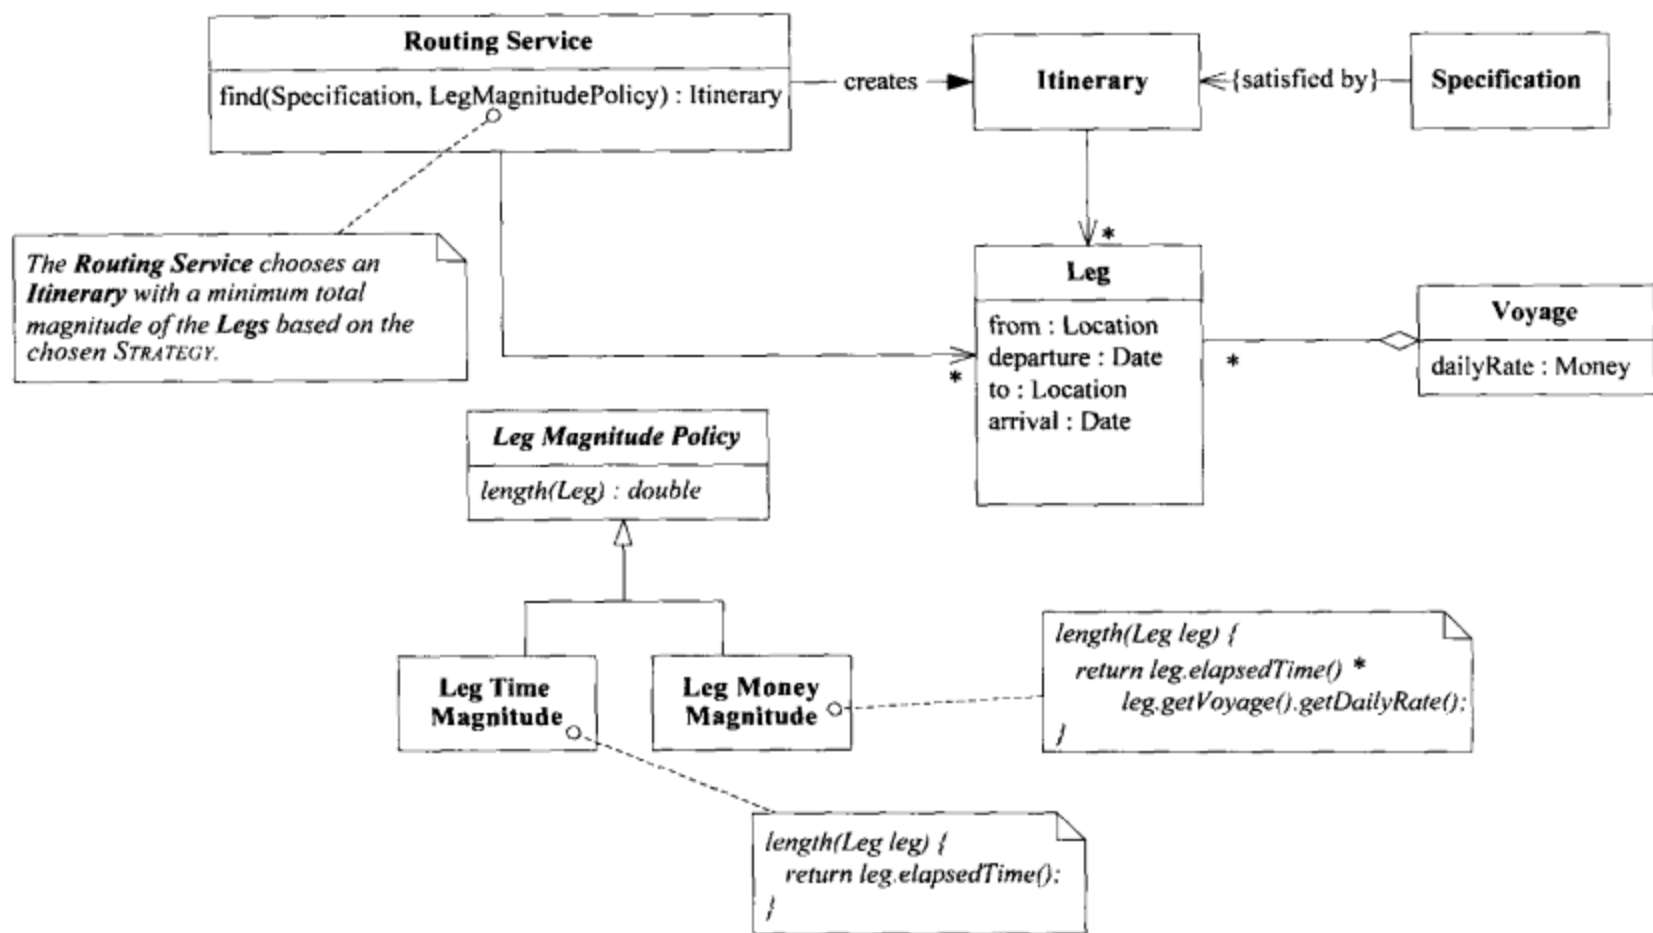 Routing Service
find(Specification, LegMagnitudePolicy) : Itinerary
creates
Itinerary
{satisfied by}
Specification
The Routing Service chooses an
Itinerary with a minimum total
magnitude of the Legs based on the
chosen STRATEGY.
*
Leg
from : Location
departure : Date
to : Location
arrival : Date
*
*
Voyage
dailyRate : Money
Leg Magnitude Policy
length(Leg) : double
Leg Time
Magnitude
Leg Money
Magnitude
length(Leg leg) {
return leg.elapsedTime() *
leg.getVoyage().getDailyRate();
}
length(Leg leg) {
return leg.elapsedTime();
}